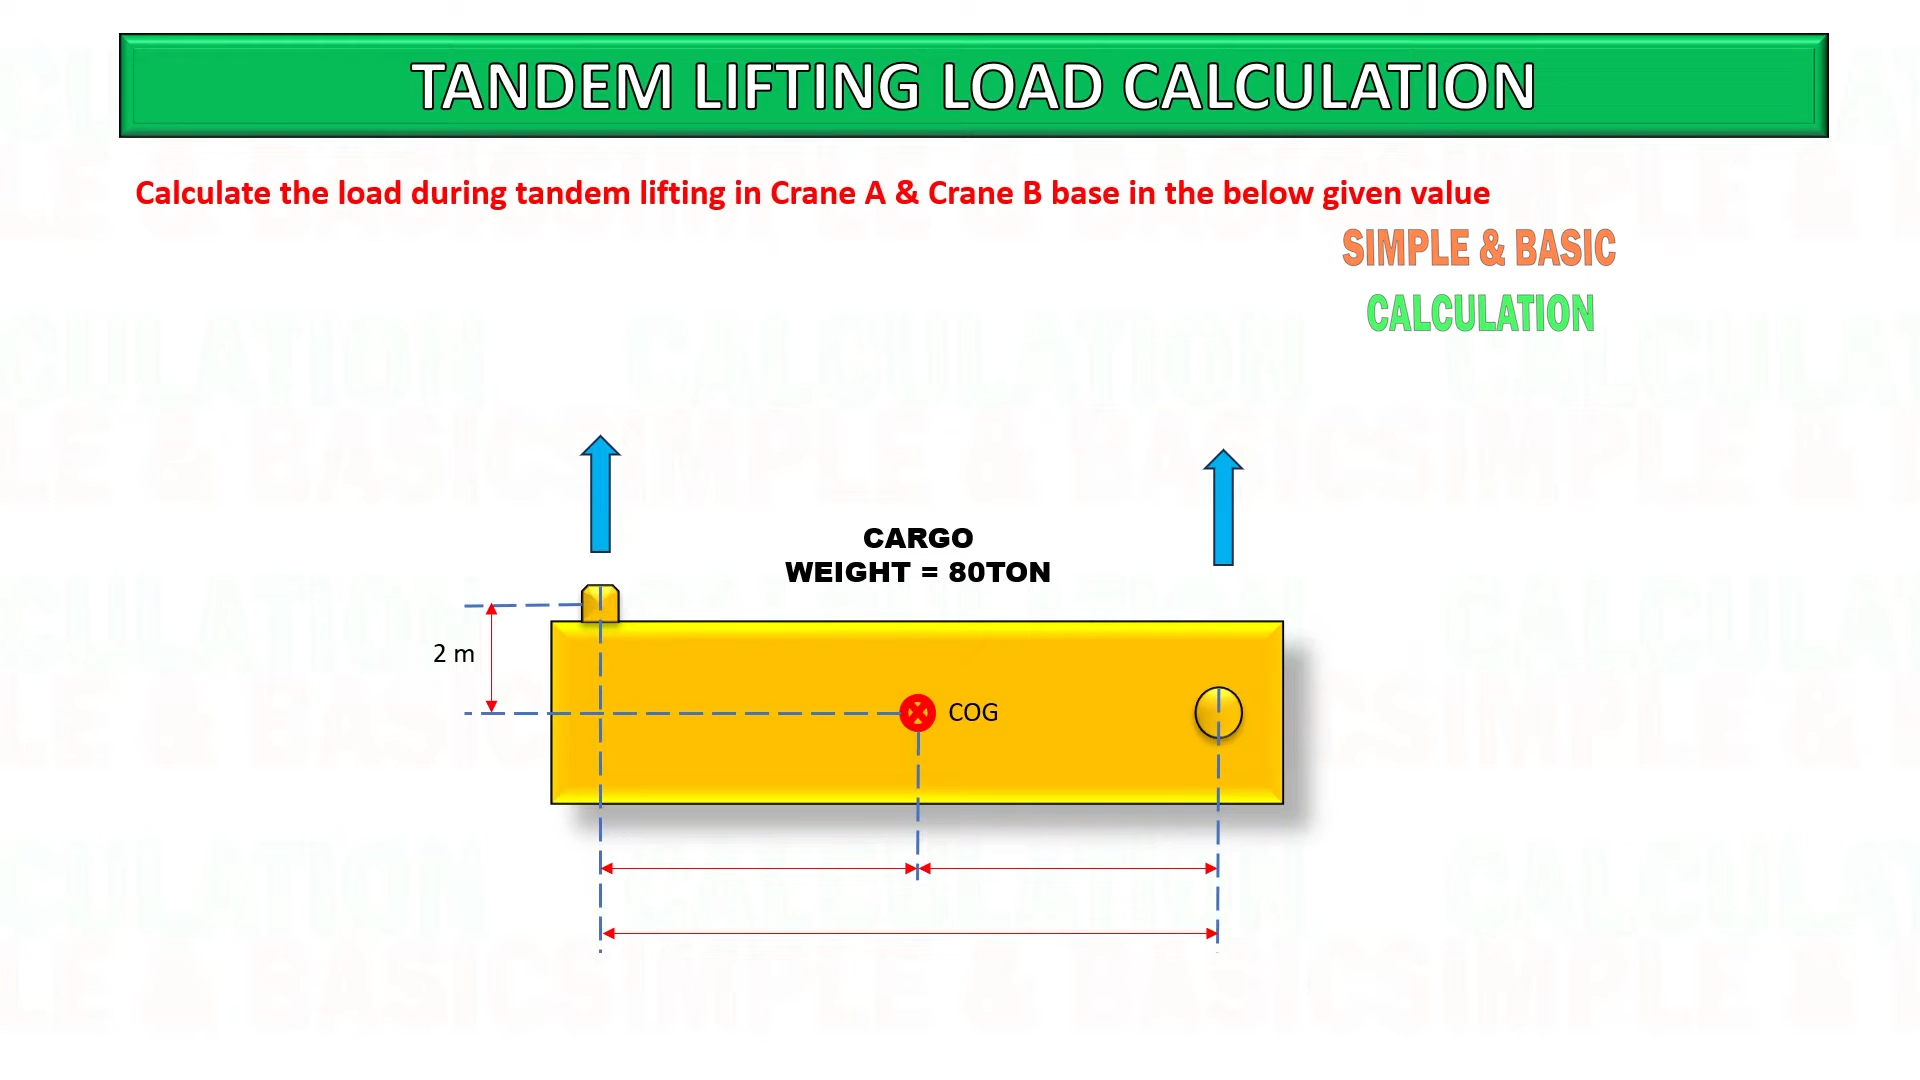 TANDEM LIFTING LOAD CALCULATION
Calculate the load during tandem lifting in Crane A & Crane B base in the below given value
SIMPLE & BASIC
CALCULATION
CARGO
WEIGHT = 80TON
2 m
COG